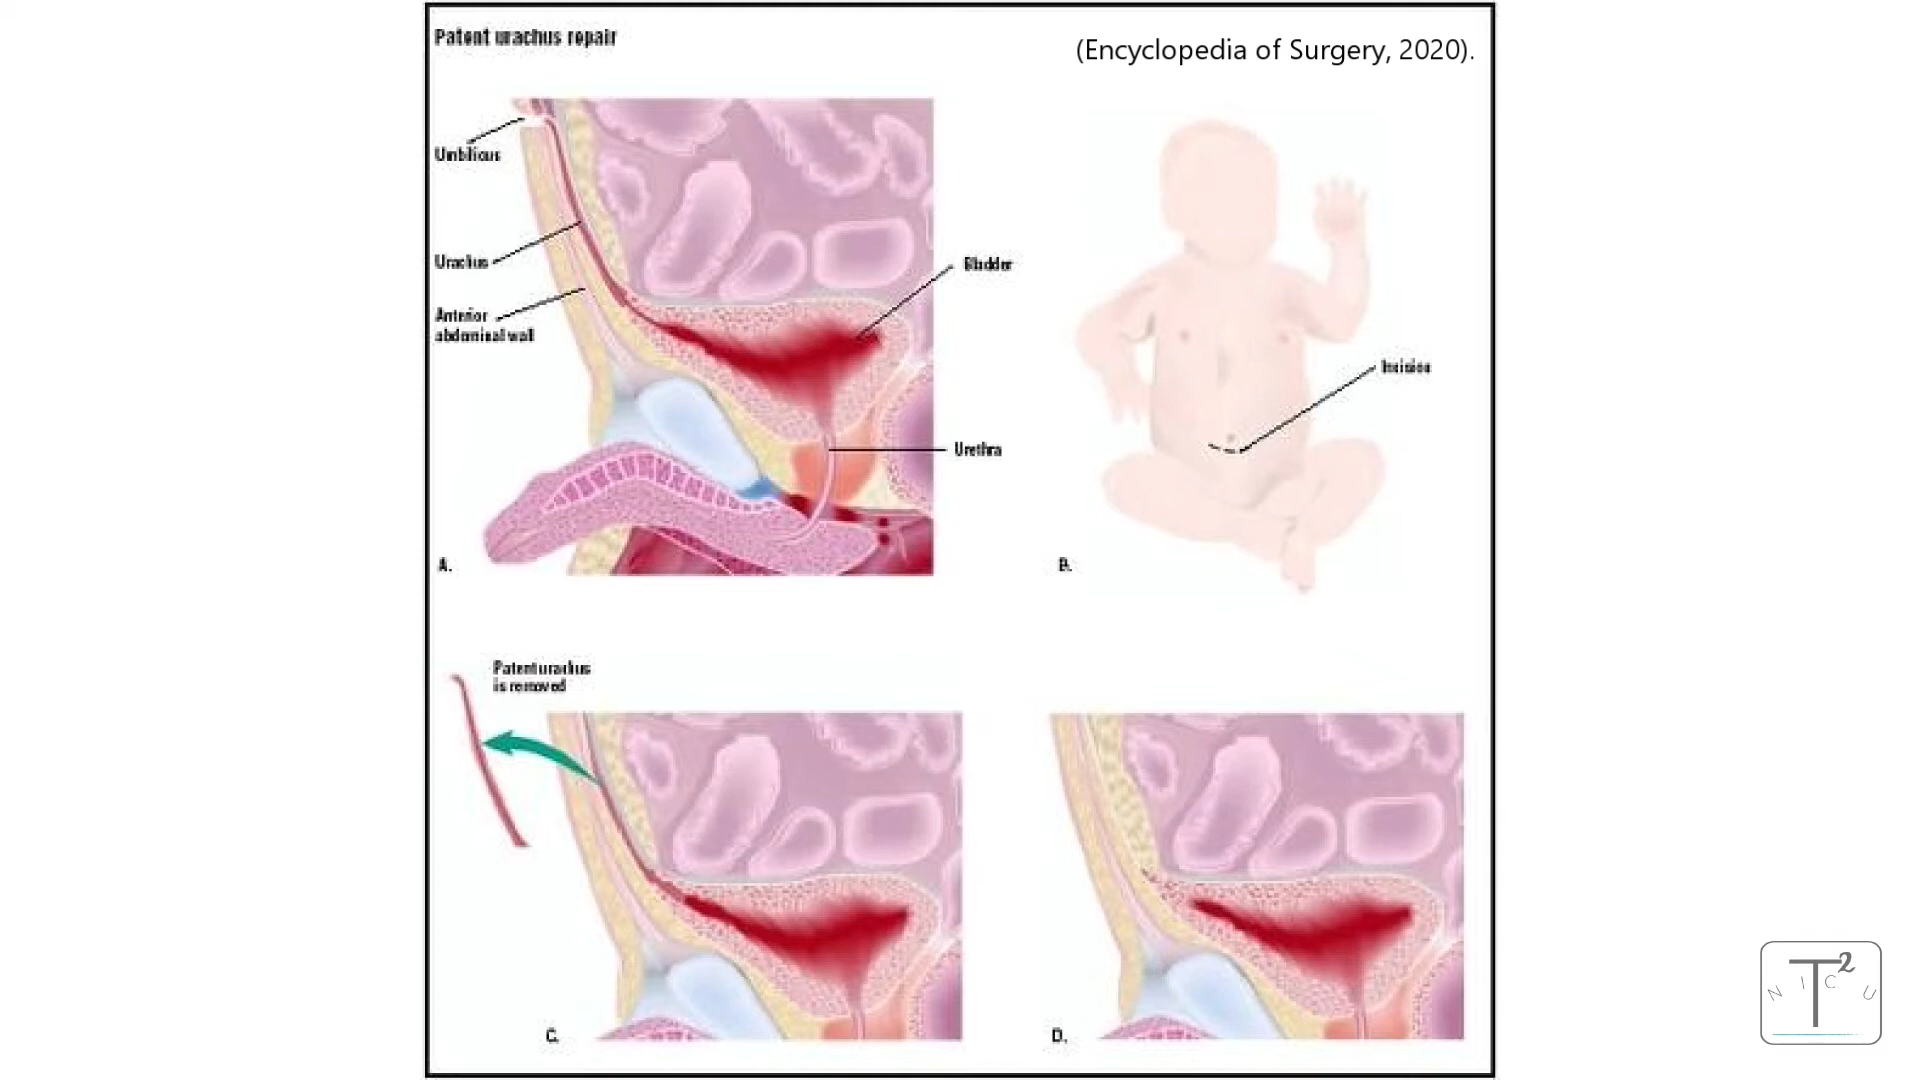 Patent urachus repair
(Encyclopedia of Surgery, 2020).
Umbilicus
Urachus
Anterior
abdominal wall
Bladder
Urethra
A.
Incision
B.
Patent urachus
is removed
C.
D.
T2
N I C U